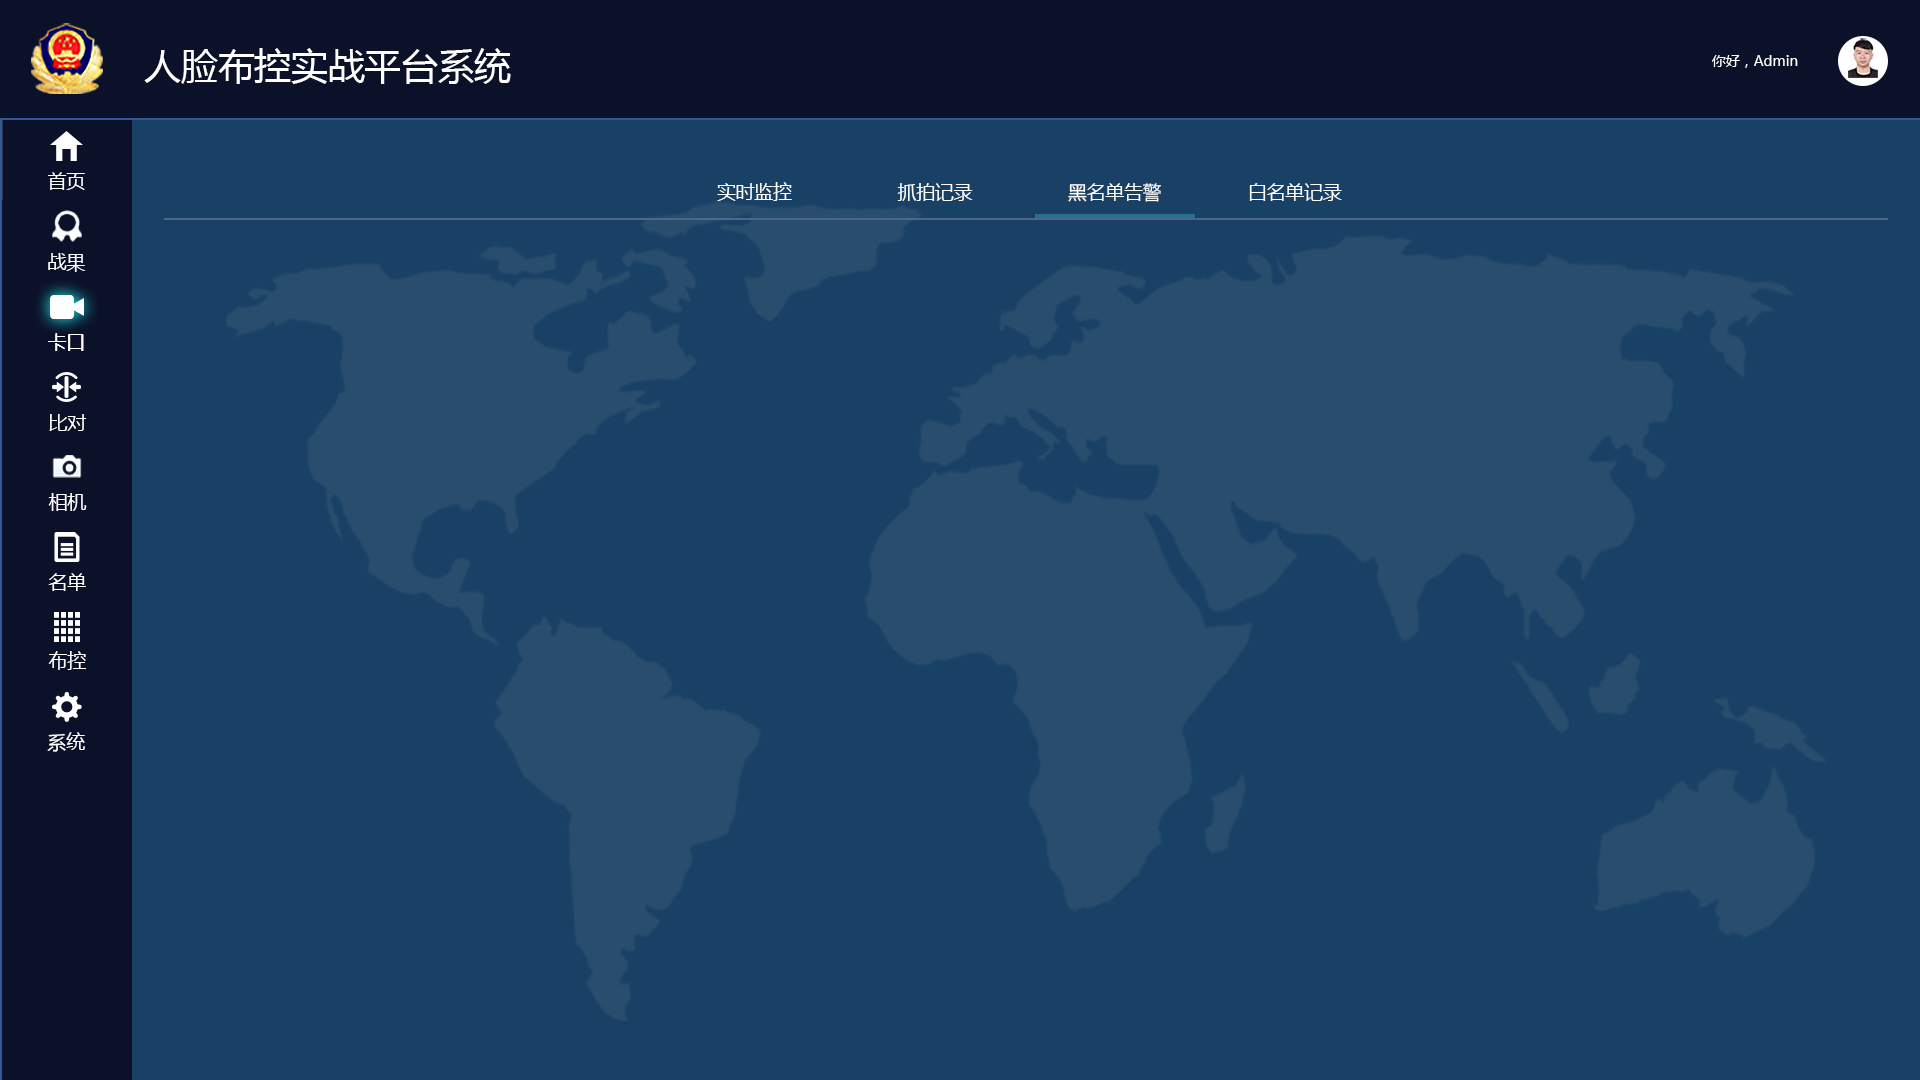 人脸布控实战平台系统
你好，Admin
实时监控
抓拍记录
黑名单告警
白名单记录
首页
战果
卡口
比对
相机
名单
布控
系统